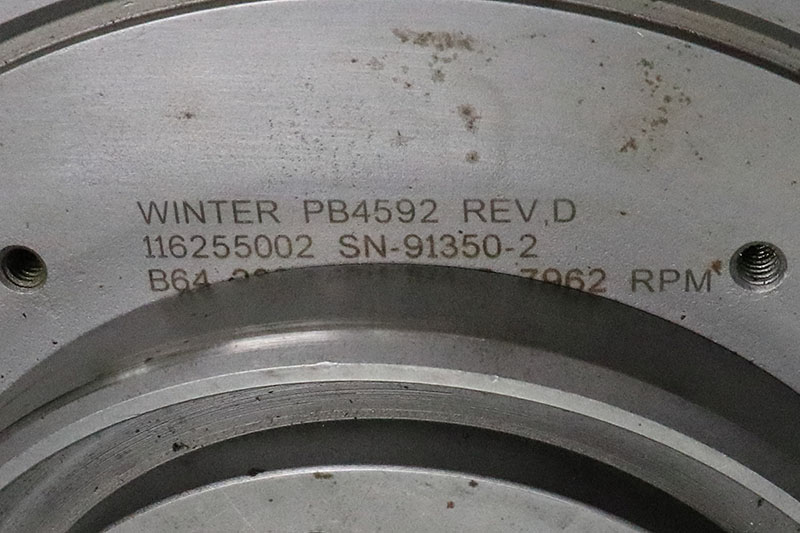 WINTER PB4592 REV,D
116255002 SN-91350-2
B64 7962 RPM